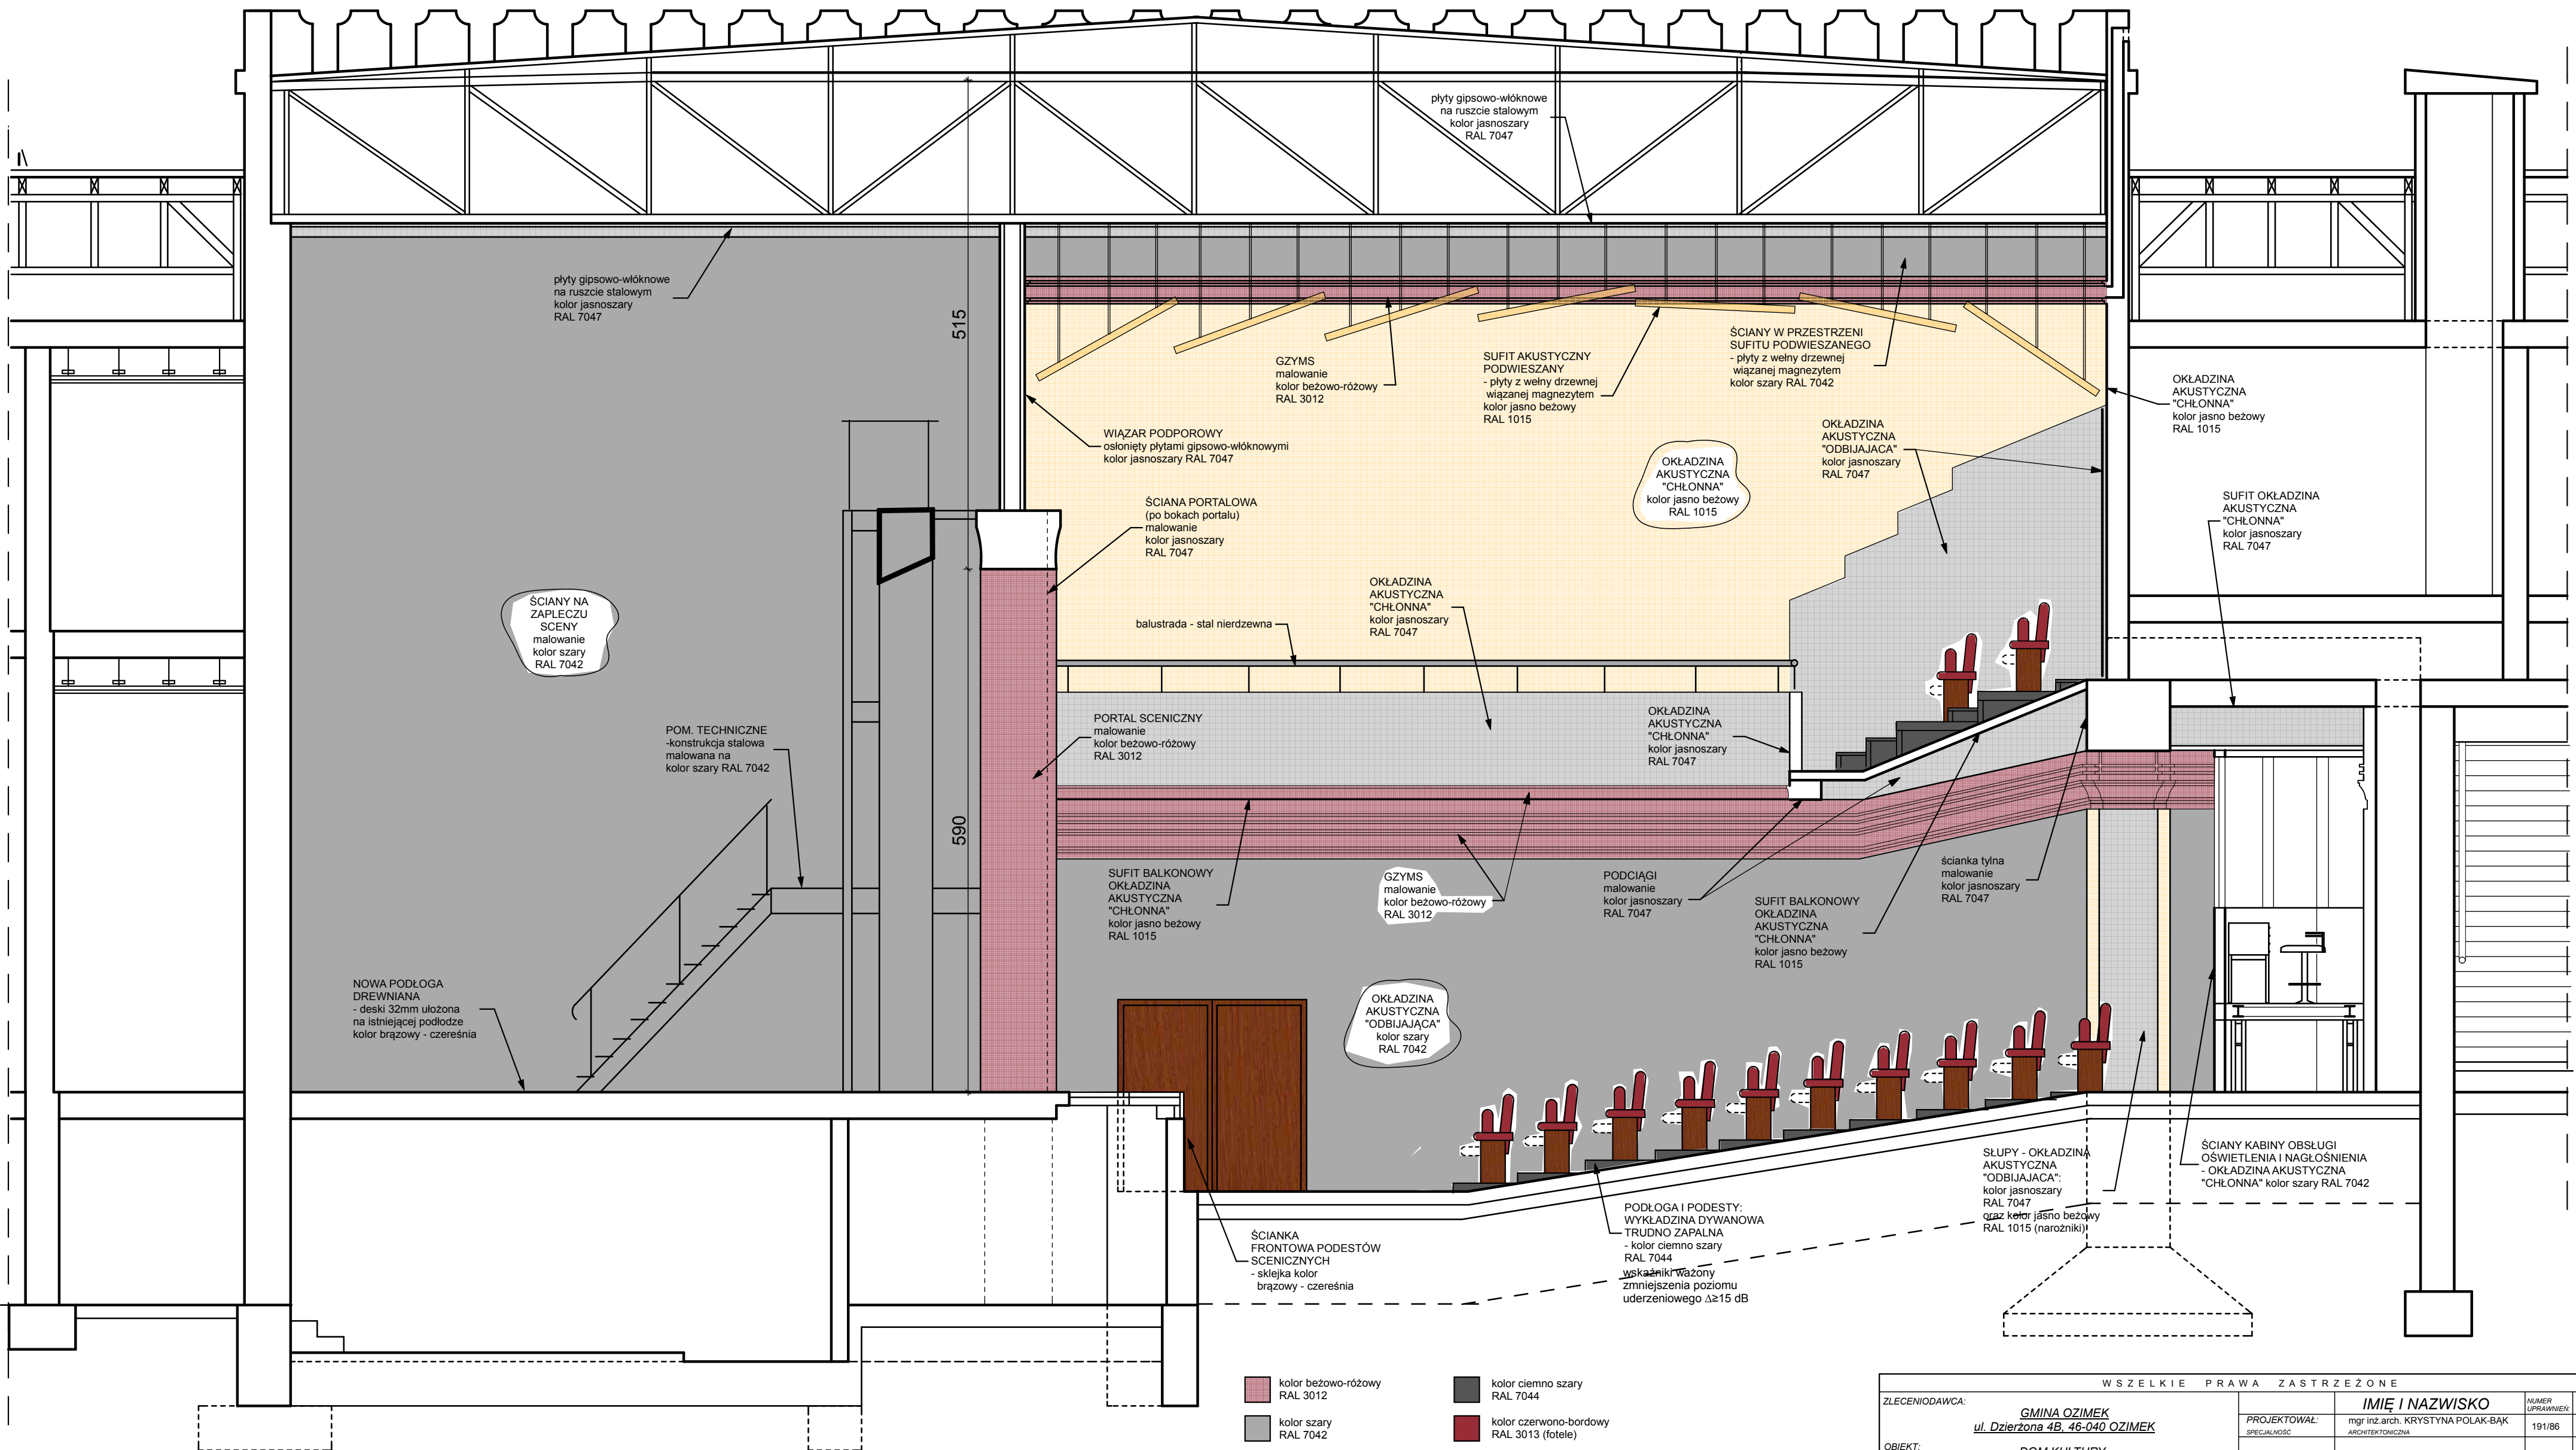 płyty gipsowo-włóknowe
na ruszcie stalowym
kolor jasnoszary
RAL 7047
płyty gipsowo-włóknowe
na ruszcie stalowym
kolor jasnoszary
RAL 7047
515
GZYMS
malowanie
kolor beżowo-różowy
RAL 3012
SUFIT AKUSTYCZNY
PODWIESZANY
- płyty z wełny drzewnej
wiązanej magnezytem
kolor jasno beżowy
RAL 1015
ŚCIANY W PRZESTRZENI
SUFITU PODWIESZANEGO
- płyty z wełny drzewnej
wiązanej magnezytem
kolor szary RAL 7042
OKŁADZINA
AKUSTYCZNA
"CHŁONNA"
kolor jasno beżowy
RAL 1015
WIĄZAR PODPOROWY
osłonięty płytami gipsowo-włóknowymi
kolor jasnoszary RAL 7047
OKŁADZINA
AKUSTYCZNA
"CHŁONNA"
kolor jasno beżowy
RAL 1015
OKŁADZINA
AKUSTYCZNA
"ODBIJAJACA"
kolor jasnoszary
RAL 7047
ŚCIANA PORTALOWA
(po bokach portalu)
malowanie
kolor jasnoszary
RAL 7047
SUFIT OKŁADZINA
AKUSTYCZNA
"CHŁONNA"
kolor jasnoszary
RAL 7047
ŚCIANY NA
ZAPLECZU
SCENY
malowanie
kolor szary
RAL 7042
OKŁADZINA
AKUSTYCZNA
"CHŁONNA"
kolor jasnoszary
RAL 7047
balustrada - stal nierdzewna
POM. TECHNICZNE
-konstrukcja stalowa
malowana na
kolor szary RAL 7042
PORTAL SCENICZNY
malowanie
kolor beżowo-różowy
RAL 3012
OKŁADZINA
AKUSTYCZNA
"CHŁONNA"
kolor jasnoszary
RAL 7047
590
SUFIT BALKONOWY
OKŁADZINA
AKUSTYCZNA
"CHŁONNA"
kolor jasno beżowy
RAL 1015
GZYMS
malowanie
kolor beżowo-różowy
RAL 3012
PODCIĄGI
malowanie
kolor jasnoszary
RAL 7047
SUFIT BALKONOWY
OKŁADZINA
AKUSTYCZNA
"CHŁONNA"
kolor jasno beżowy
RAL 1015
ścianka tylna
malowanie
kolor jasnoszary
RAL 7047
NOWA PODŁOGA
DREWNIANA
- deski 32mm ułożona
na istniejącej podłodze
kolor brązowy - czereśnia
OKŁADZINA
AKUSTYCZNA
"ODBIJAJĄCA"
kolor szary
RAL 7042
ŚCIANKA
FRONTOWA PODESTÓW
SCENICZNYCH
- sklejka kolor
brązowy - czereśnia
PODŁOGA I PODESTY:
WYKŁADZINA DYWANOWA
TRUDNO ZAPALNA
- kolor ciemno szary
RAL 7044
wskaźniki ważony
zmniejszenia poziomu
uderzeniowego Δ≥15 dB
SŁUPY - OKŁADZINA
AKUSTYCZNA
"ODBIJAJACA":
kolor jasnoszary
RAL 7047
oraz kolor jasno beżowy
RAL 1015 (narożniki)
ŚCIANY KABINY OBSŁUGI
OŚWIETLENIA I NAGŁOŚNIENIA
- OKŁADZINA AKUSTYCZNA
"CHŁONNA" kolor szary RAL 7042
kolor beżowo-różowy
RAL 3012
kolor szary
RAL 7042
kolor ciemno szary
RAL 7044
kolor czerwono-bordowy
RAL 3013 (fotele)
WSZELKIE PRAWA ZASTRZEŻONE
ZLECENIODAWCA:
GMINA OZIMEK
ul. Dzierżona 4B, 46-040 OZIMEK
IMIĘ I NAZWISKO
NUMER
UPRAWNIEŃ:
PROJEKTOWAŁ:
SPECJALNOŚĆ
mgr inż.arch. KRYSTYNA POLAK-BĄK
ARCHITEKTONICZNA
191/86
OBIEKT:
DOM KULTURY